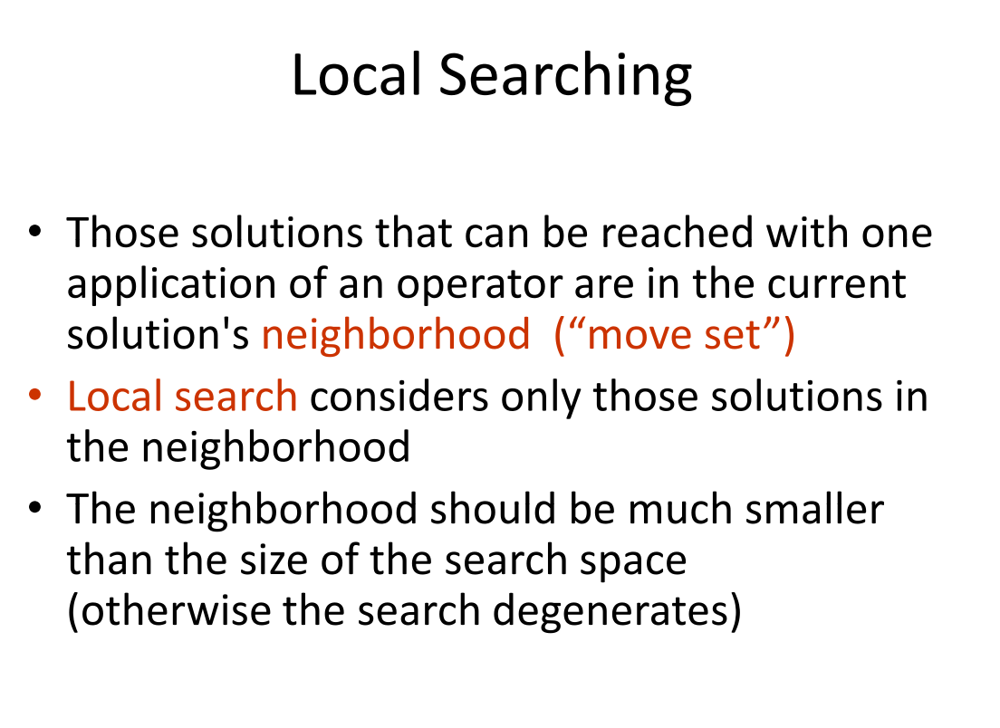 Local Searching
• Those solutions that can be reached with one
application of an operator are in the current
solution's neighborhood  (“move set”)
• Local search considers only those solutions in
the neighborhood
• The neighborhood should be much smaller
than the size of the search space
(otherwise the search degenerates)